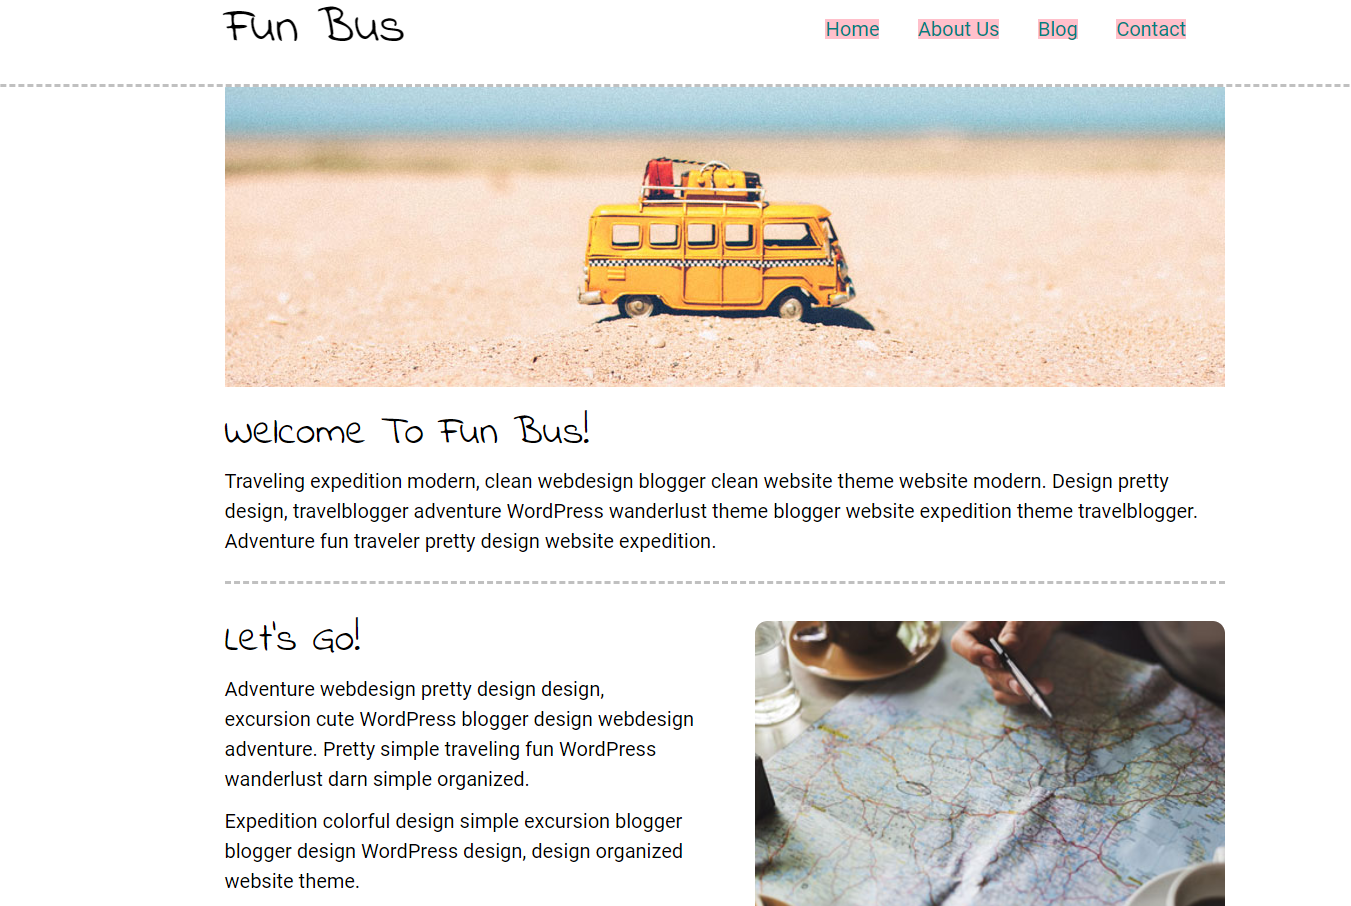 Fun Bus
Home About Us Blog Contact
Welcome To Fun Bus!
Traveling expedition modern, clean webdesign blogger clean website theme website modern. Design pretty
design, travelblogger adventure WordPress wanderlust theme blogger website expedition theme travelblogger.
Adventure fun traveler pretty design website expedition.
Let's Go!
Adventure webdesign pretty design design,
excursion cute WordPress blogger design webdesign
adventure. Pretty simple traveling fun WordPress
wanderlust darn simple organized.
Expedition colorful design simple excursion blogger
blogger design WordPress design, design organized
website theme.